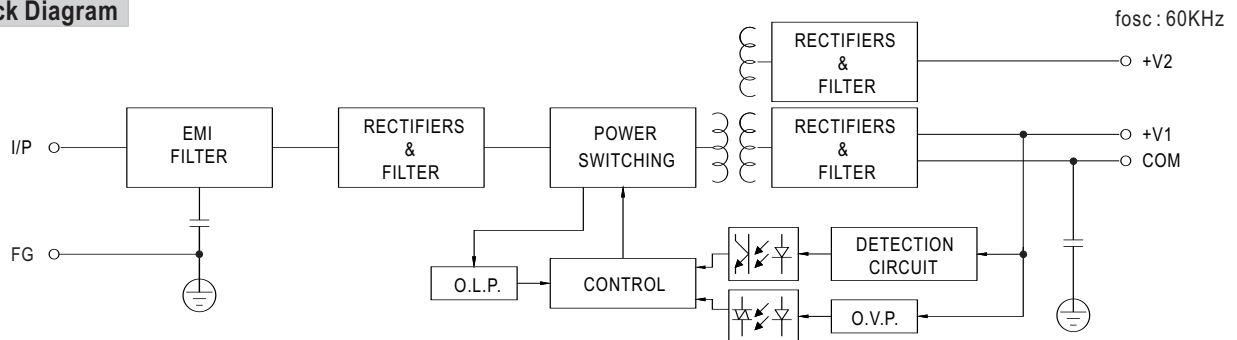 ck Diagram
fosc : 60KHz
RECTIFIERS
&
FILTER
+V2
I/P
EMI
FILTER
RECTIFIERS
&
FILTER
POWER
SWITCHING
RECTIFIERS
&
FILTER
+V1
COM
FG
O.L.P.
CONTROL
DETECTION
CIRCUIT
O.V.P.